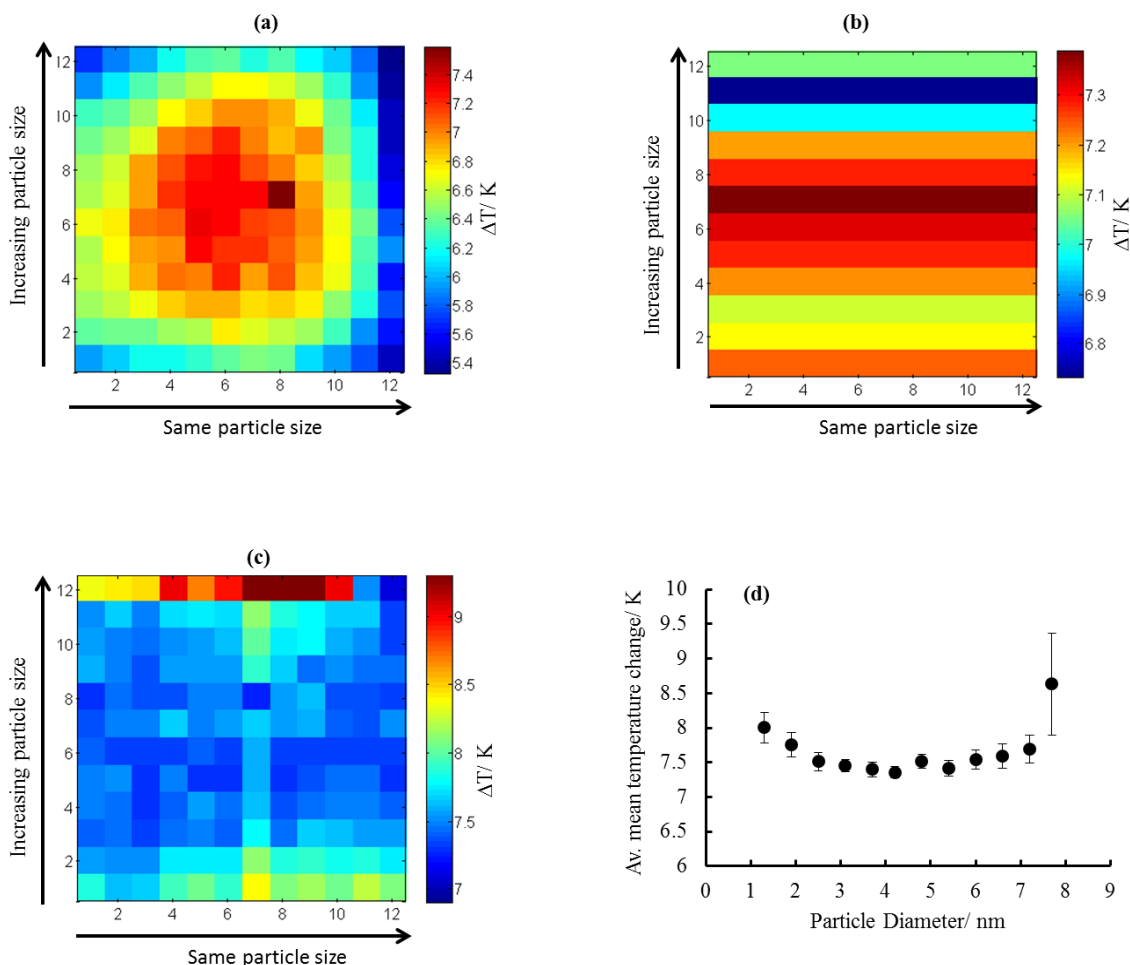 (a)
Increasing particle size
12
10
8
6
4
2
2 4 6 8 10 12
Same particle size
7.4
7.2
7
6.8
6.6
6.4
6.2
6
5.8
5.6
5.4
ΔT/ K
(b)
Increasing particle size
12
10
8
6
4
2
2 4 6 8 10 12
Same particle size
7.3
7.2
7.1
7
6.9
6.8
ΔT/ K
(c)
Increasing particle size
12
10
8
6
4
2
2 4 6 8 10 12
Same particle size
9
8.5
8
7.5
7
ΔT/ K
(d)
Av. mean temperature change/ K
10
9.5
9
8.5
8
7.5
7
6.5
6
0 1 2 3 4 5 6 7 8 9
Particle Diameter/ nm